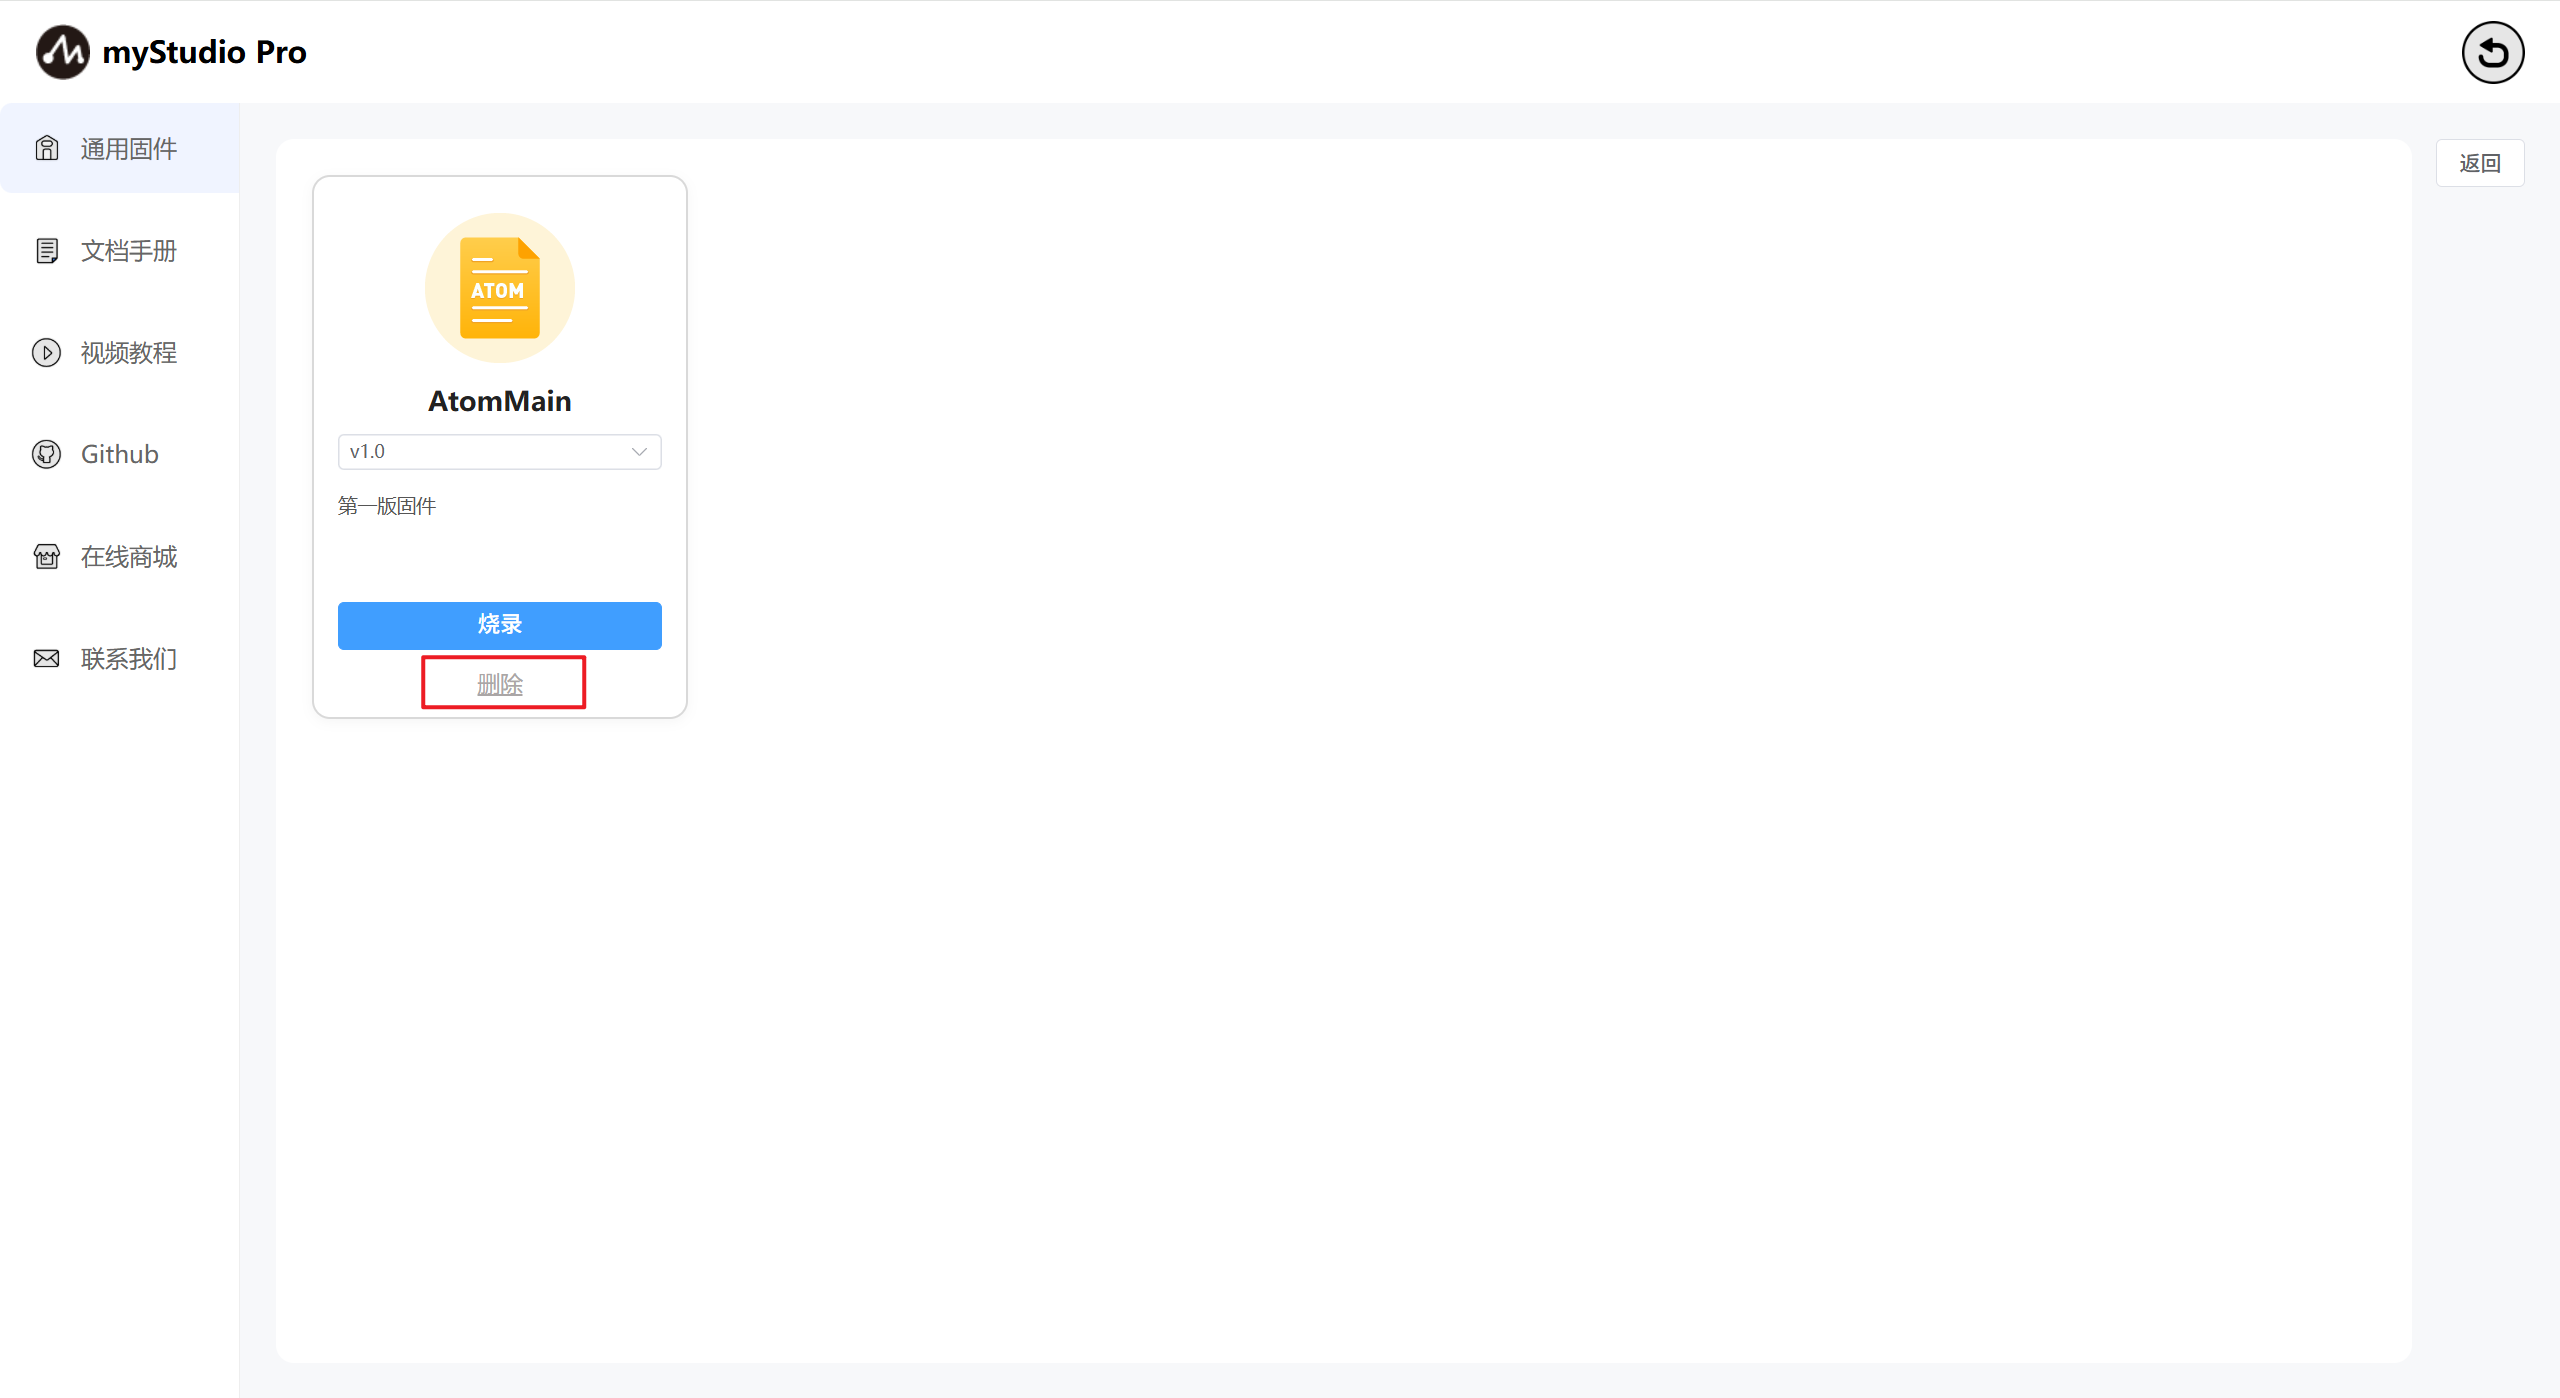 myStudio Pro
通用固件
文档手册
视频教程
Github
在线商城
联系我们
返回
ATOM
AtomMain
v1.0
第一版固件
烧录
删除